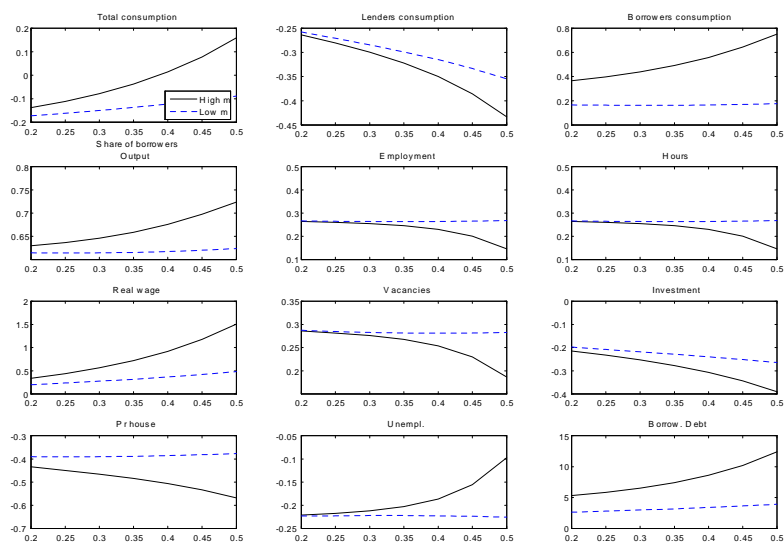 Total consumption
Lenders consumption
Borrowers consumption
0.2
0.1
0
-0.1
-0.2
High m
Low m
0.2 0.25 0.3 0.35 0.4 0.45 0.5
Share of borrowers
-0.25
-0.3
-0.35
-0.4
-0.45
0.2 0.25 0.3 0.35 0.4 0.45 0.5
0.8
0.6
0.4
0.2
0
0.2 0.25 0.3 0.35 0.4 0.45 0.5
Output
Employment
Hours
0.8
0.75
0.7
0.65
0.2 0.25 0.3 0.35 0.4 0.45 0.5
0.5
0.4
0.3
0.2
0.1
0.2 0.25 0.3 0.35 0.4 0.45 0.5
0.5
0.4
0.3
0.2
0.1
0.2 0.25 0.3 0.35 0.4 0.45 0.5
Real wage
Vacancies
Investment
2
1.5
1
0.5
0
0.2 0.25 0.3 0.35 0.4 0.45 0.5
0.35
0.3
0.25
0.2
0.2 0.25 0.3 0.35 0.4 0.45 0.5
0
-0.1
-0.2
-0.3
-0.4
0.2 0.25 0.3 0.35 0.4 0.45 0.5
Pr house
Unempl.
Borrow. Debt
-0.3
-0.4
-0.5
-0.6
-0.7
0.2 0.25 0.3 0.35 0.4 0.45 0.5
-0.05
-0.1
-0.15
-0.2
-0.25
0.2 0.25 0.3 0.35 0.4 0.45 0.5
15
10
5
0
0.2 0.25 0.3 0.35 0.4 0.45 0.5